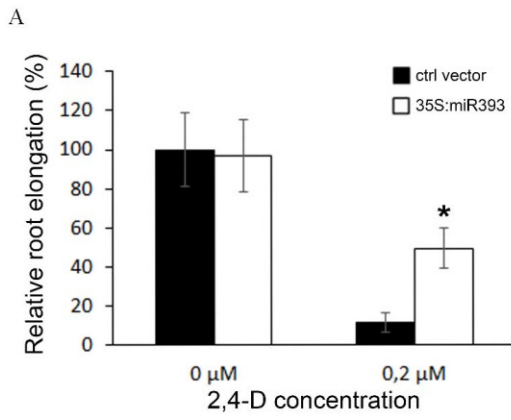 A
Relative root elongation (%)
140
120
100
80
60
40
20
0
ctrl vector
35S:miR393
*
0 µM
0,2 µM
2,4-D concentration